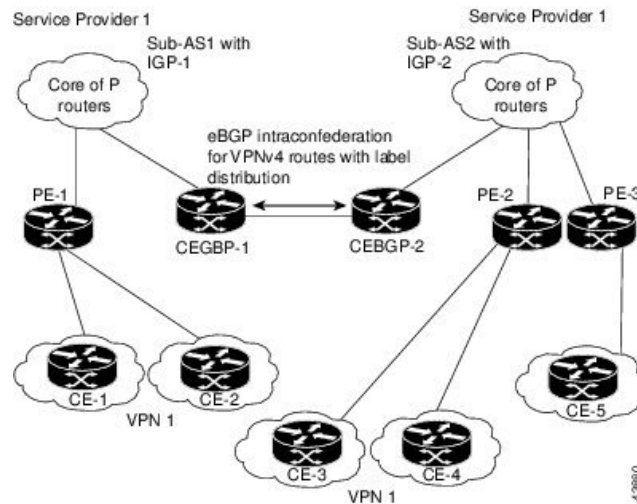 Service Provider 1
Service Provider 1
Sub-AS1 with
IGP-1
Sub-AS2 with
IGP-2
Core of P
routers
Core of P
routers
eBGP intraconfederation
for VPNv4 routes with label
distribution
PE-1
PE-2
PE-3
CEGBP-1
CEBGP-2
CE-1
CE-2
VPN 1
CE-5
CE-3
CE-4
VPN 1